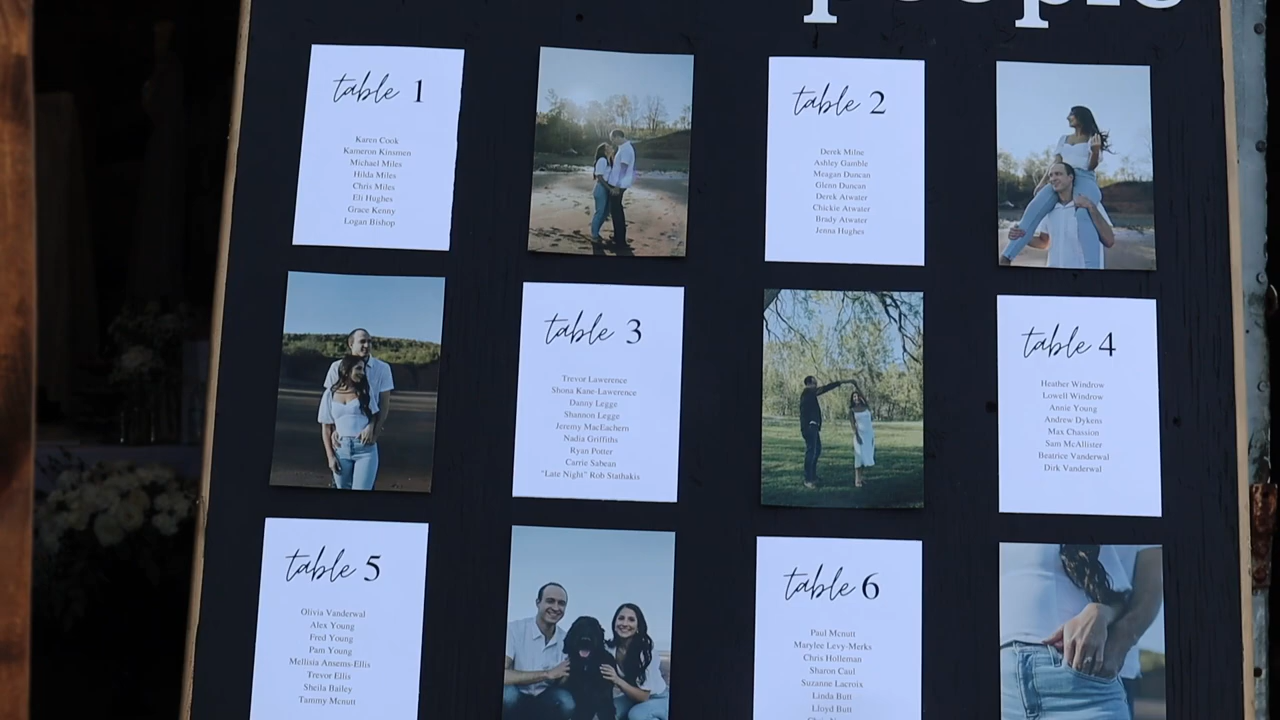 people
table 1
Karen Cook
Kameron Kinsmen
Michael Miles
Hilda Miles
Chris Miles
Eli Hughes
Grace Kenny
Logan Bishop
table 2
Derek Milne
Ashley Gamble
Meagan Duncan
Glenn Duncan
Derek Atwater
Chickie Atwater
Brady Atwater
Jenna Hughes
table 3
Trevor Lawerence
Shona Kane-Lawerence
Danny Legge
Shannon Legge
Jeremy MacEachern
Nadia Griffiths
Ryan Potter
Carrie Sabean
"Late Night" Rob Stathakis
table 4
Heather Windrow
Lowell Windrow
Annie Young
Andrew Dykens
Max Chassion
Sam McAllister
Beatrice Vanderwal
Dirk Vanderwal
table 5
Olivia Vanderwal
Alex Young
Fred Young
Pam Young
Mellisia Ansems-Ellis
Trevor Ellis
Sheila Bailey
Tammy Mcnutt
table 6
Paul Mcnutt
Marylee Levy-Merks
Chris Holleman
Sharon Caul
Suzanne Lacroix
Linda Butt
Lloyd Butt